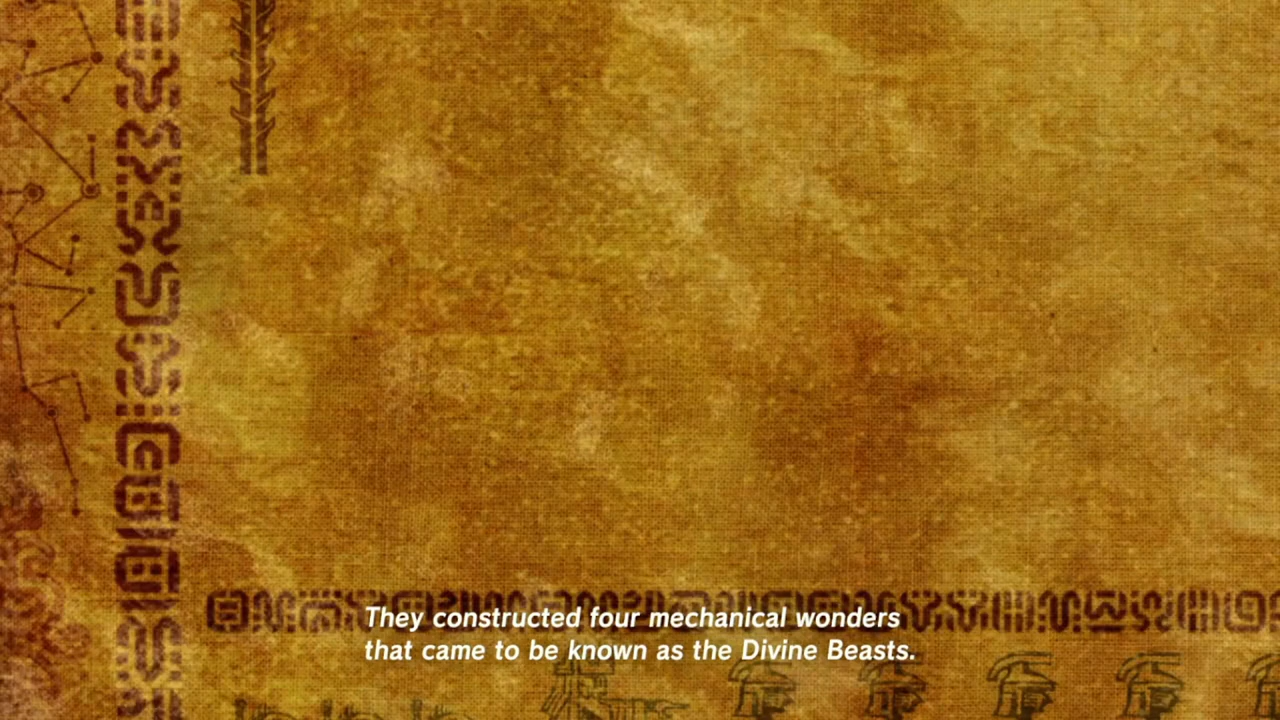 They constructed four mechanical wonders
that came to be known as the Divine Beasts.